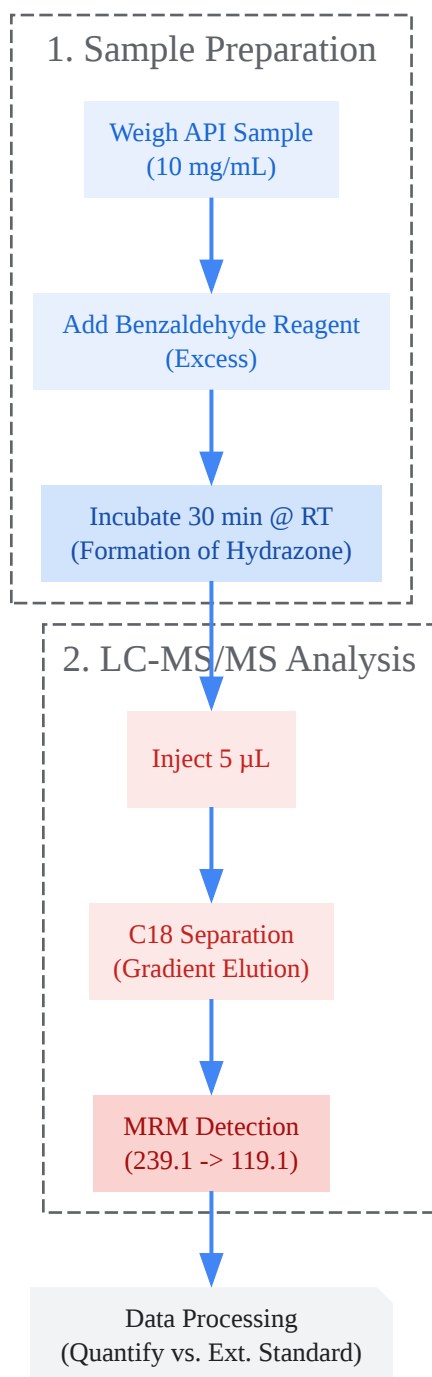 1. Sample Preparation
Weigh API Sample
(10 mg/mL)
Add Benzaldehyde Reagent
(Excess)
Incubate 30 min @ RT
(Formation of Hydrazone)
2. LC-MS/MS Analysis
Inject 5 µL
C18 Separation
(Gradient Elution)
MRM Detection
(239.1 -> 119.1)
Data Processing
(Quantify vs. Ext. Standard)